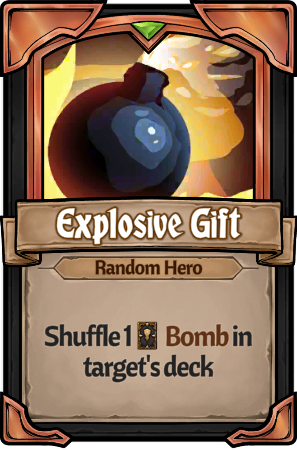 Explosive Gift
Random Hero
Shuffle 1 Bomb in
target's deck